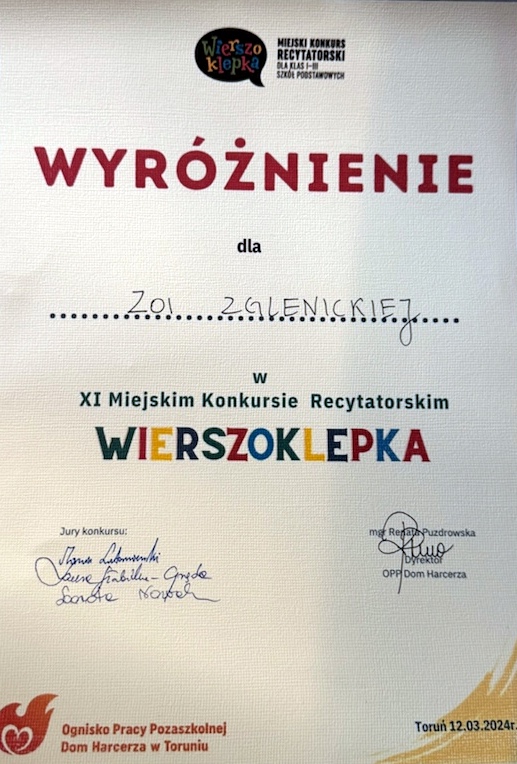 Wierszo
klepka
MIEJSKI KONKURS
RECYTATORSKI
DLA KLAS I-III
SZKÓŁ PODSTAWOWYCH
WYRÓŻNIENIE
dla
ZOI ZGLENICKIEJ
w
XI Miejskim Konkursie Recytatorskim
WIERSZOKLEPKA
Jury konkursu:
mgr Renata Puzdrowska
Dyrektor
OPP Dom Harcerza
Dorota Nowak
Ognisko Pracy Pozaszkolnej
Dom Harcerza w Toruniu
Toruń 12.03.2024r.